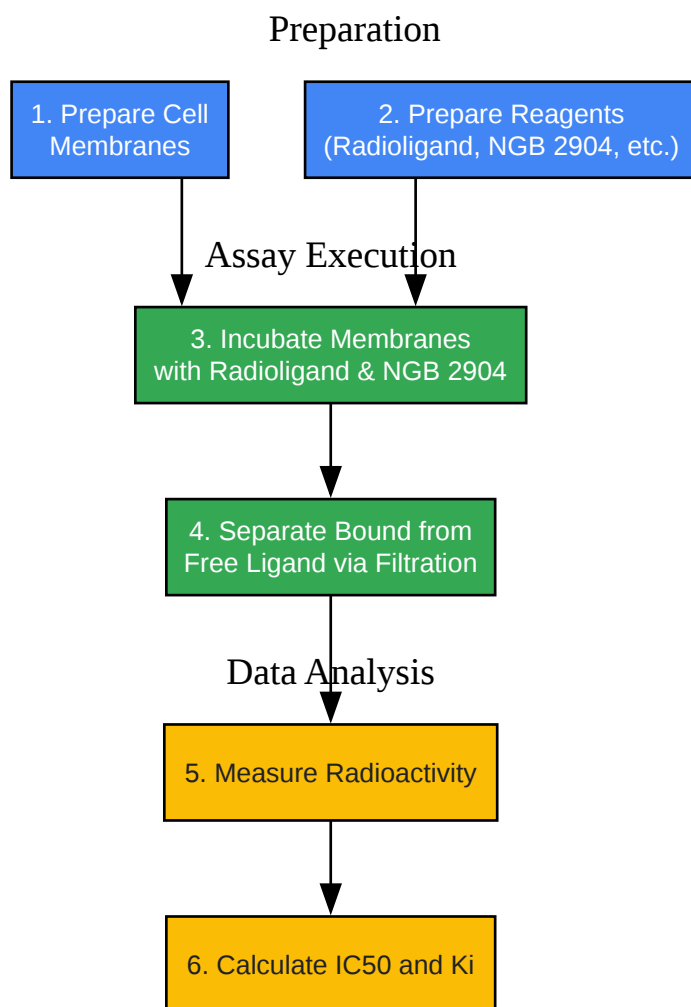 Preparation
1. Prepare Cell
Membranes
2. Prepare Reagents
(Radioligand, NGB 2904, etc.)
Assay Execution
3. Incubate Membranes
with Radioligand & NGB 2904
4. Separate Bound from
Free Ligand via Filtration
Data Analysis
5. Measure Radioactivity
6. Calculate IC50 and Ki